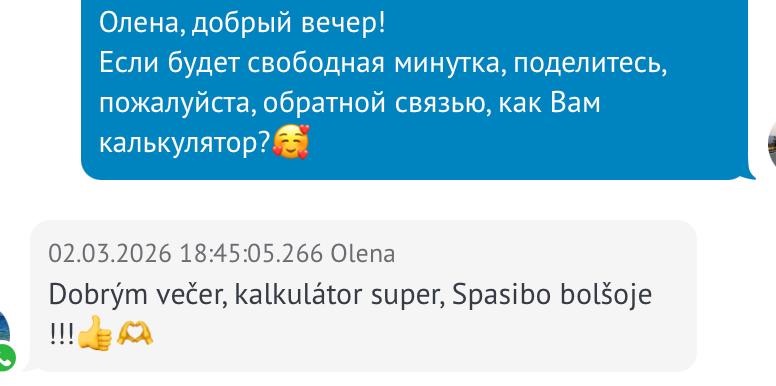 Олена, добрый вечер!
Если будет свободная минутка, поделитесь,
пожалуйста, обратной связью, как Вам
калькулятор?🥰
02.03.2026 18:45:05.266 Olena
Dobrým večer, kalkulátor super, Spasibo bolšoje
!!!👍🫶